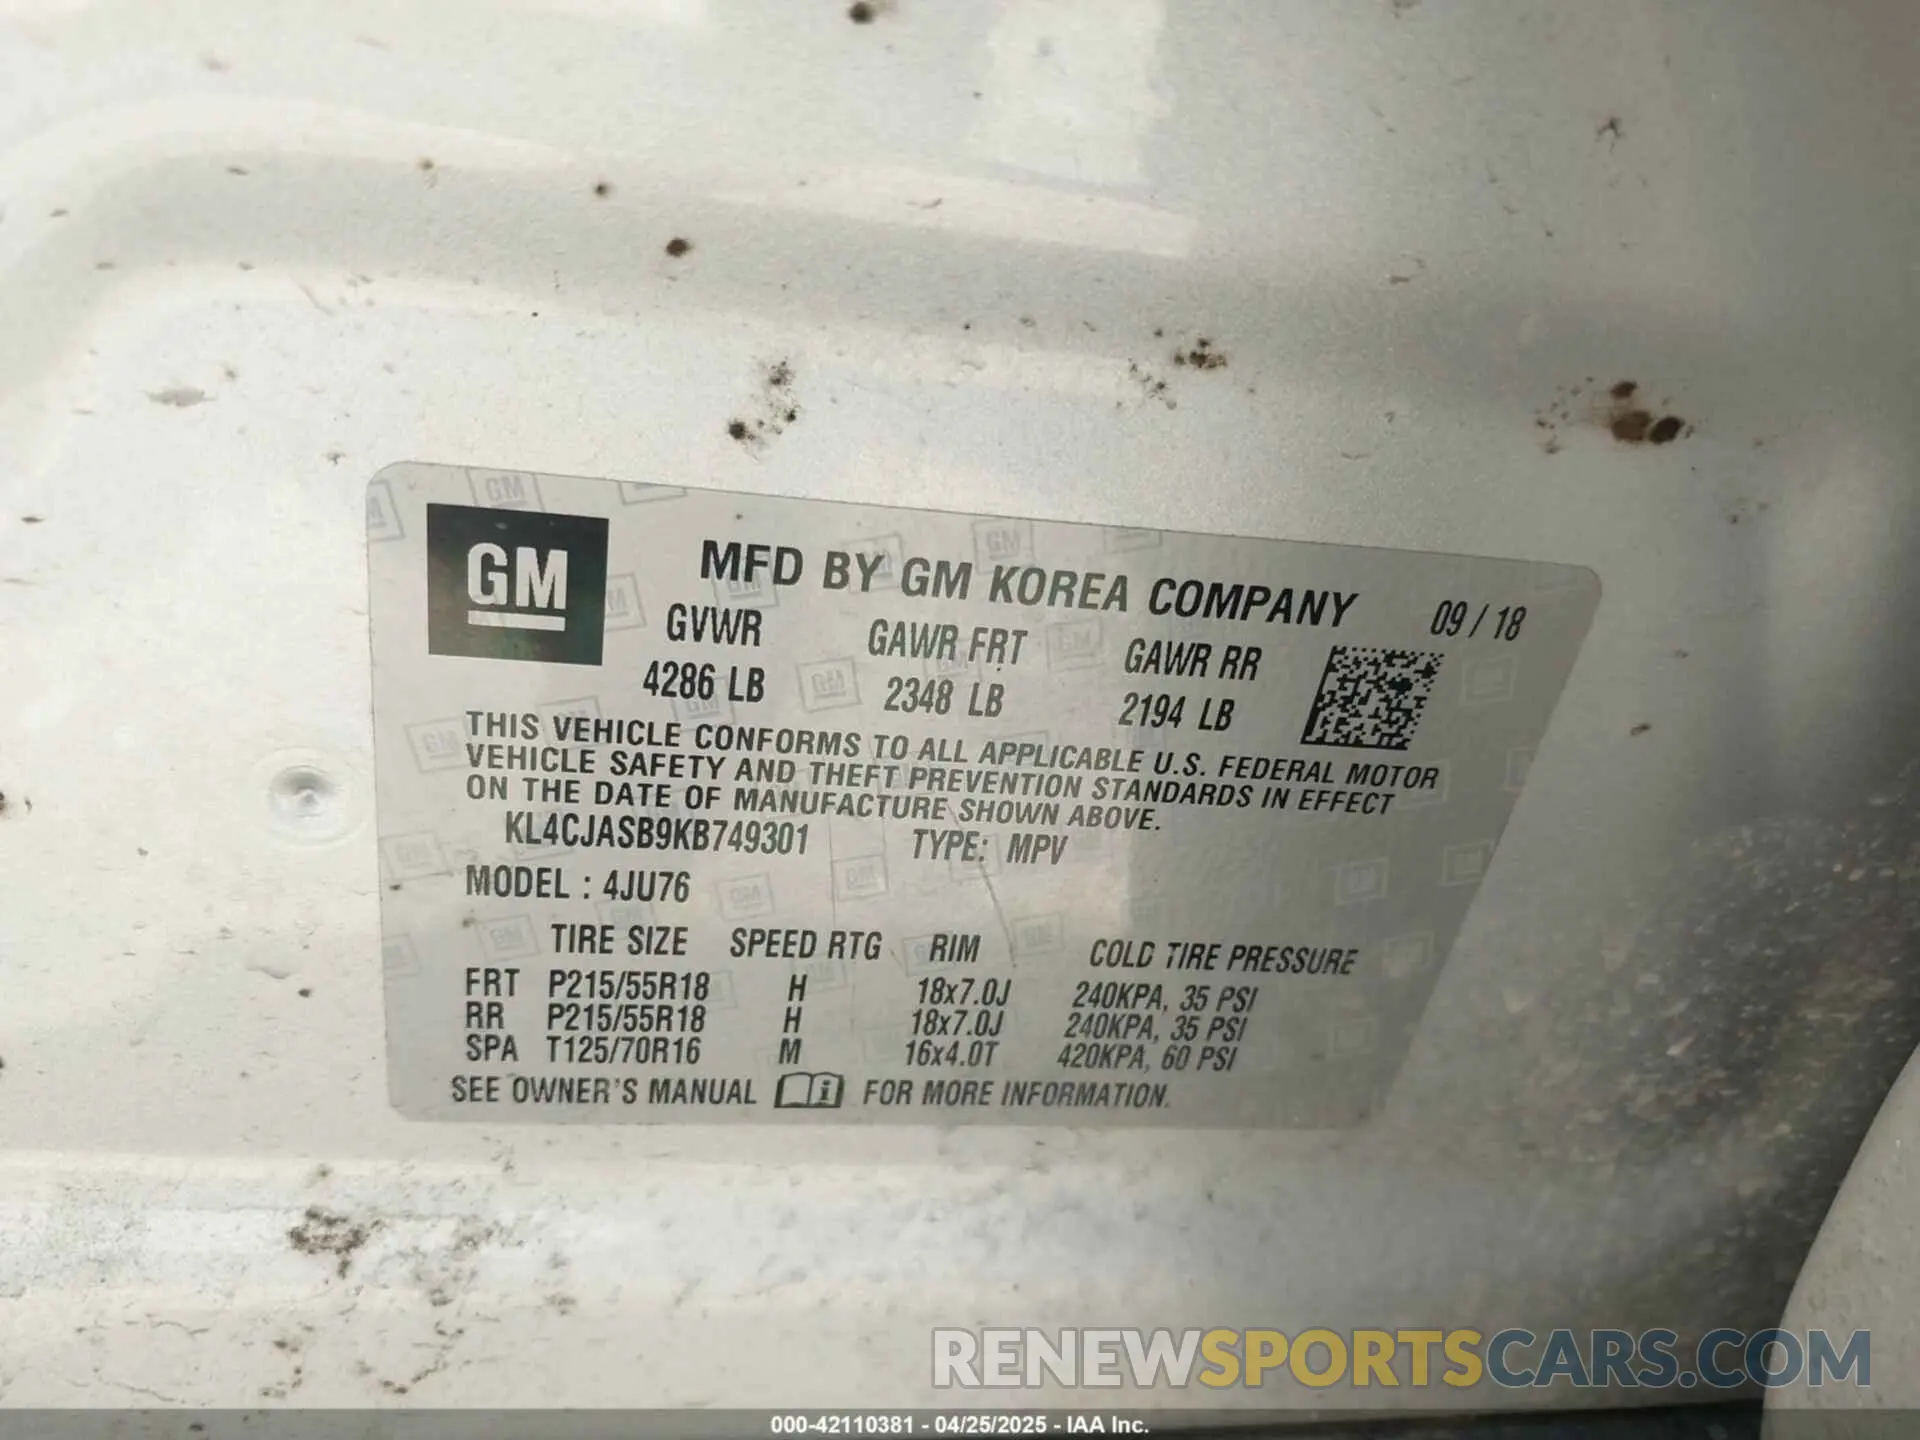 GM
MFD BY GM KOREA COMPANY 09 / 18
GVWR GAWR FRT GAWR RR
4286 LB 2348 LB 2194 LB
THIS VEHICLE CONFORMS TO ALL APPLICABLE U.S. FEDERAL MOTOR
VEHICLE SAFETY AND THEFT PREVENTION STANDARDS IN EFFECT
ON THE DATE OF MANUFACTURE SHOWN ABOVE.
KL4CJASB9KB749301 TYPE: MPV
MODEL : 4JU76
TIRE SIZE SPEED RTG RIM COLD TIRE PRESSURE
FRT P215/55R18 H 18x7.0J 240KPA, 35 PSI
RR P215/55R18 H 18x7.0J 240KPA, 35 PSI
SPA T125/70R16 M 16x4.0T 420KPA, 60 PSI
SEE OWNER'S MANUAL FOR MORE INFORMATION.
RENEWSPORTSCARS.COM
000-42110381 - 04/25/2025 - IAA Inc.